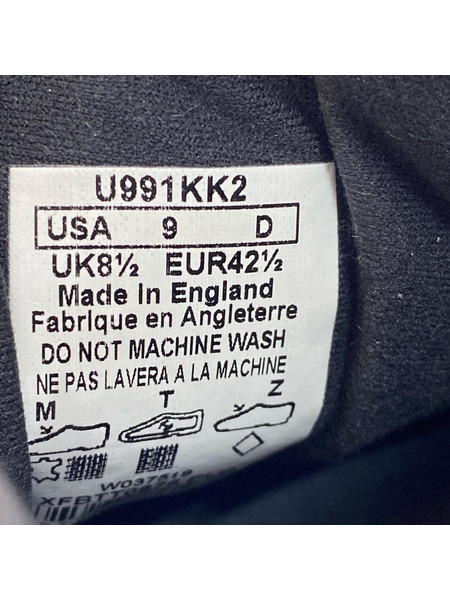 U991KK2
USA 9 D
UK8½ EUR42½
Made In England
Fabrique en Angleterre
DO NOT MACHINE WASH
NE PAS LAVERA A LA MACHINE
M T Z
W037519